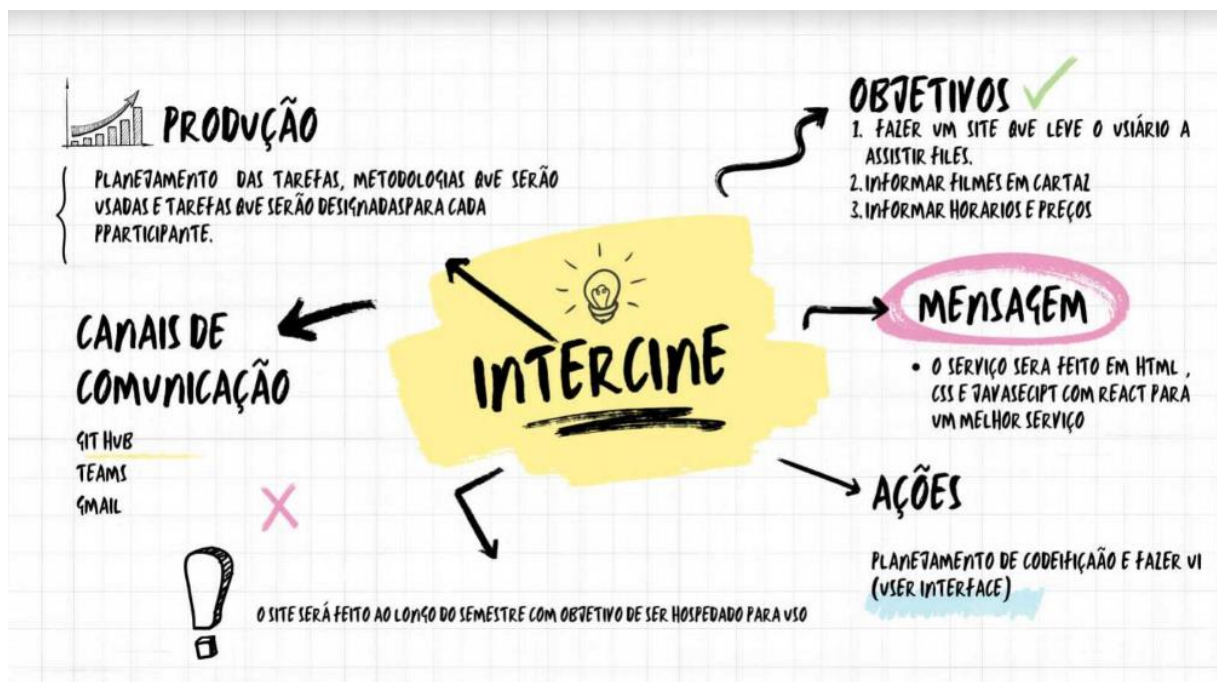 PRODUÇÃO
PLANEJAMENTO DAS TAREFAS, METODOLOGIAS QUE SERÃO
USADAS E TAREFAS QUE SERÃO DESIGNADASPARA CADA
PPARTICIPANTE.
CANAIS DE
COMUNICAÇÃO
GIT HUB
TEAMS
GMAIL
INTERCINE
OBJETIVOS
1. FAZER UM SITE QUE LEVE O USIÁRIO A
ASSISTIR FILES.
2. INFORMAR FILMES EM CARTAZ
3. INFORMAR HORARIOS E PREÇOS
MENSAGEM
• O SERVIÇO SERA FEITO EM HTML ,
CSS E JAVASECIPT COM REACT PARA
UM MELHOR SERVIÇO
AÇÕES
PLANEJAMENTO DE CODEIFIÇAÃO E FAZER UI
(USER INTERFACE)
O SITE SERÁ FEITO AO LONGO DO SEMESTRE COM OBJETIVO DE SER HOSPEDADO PARA USO